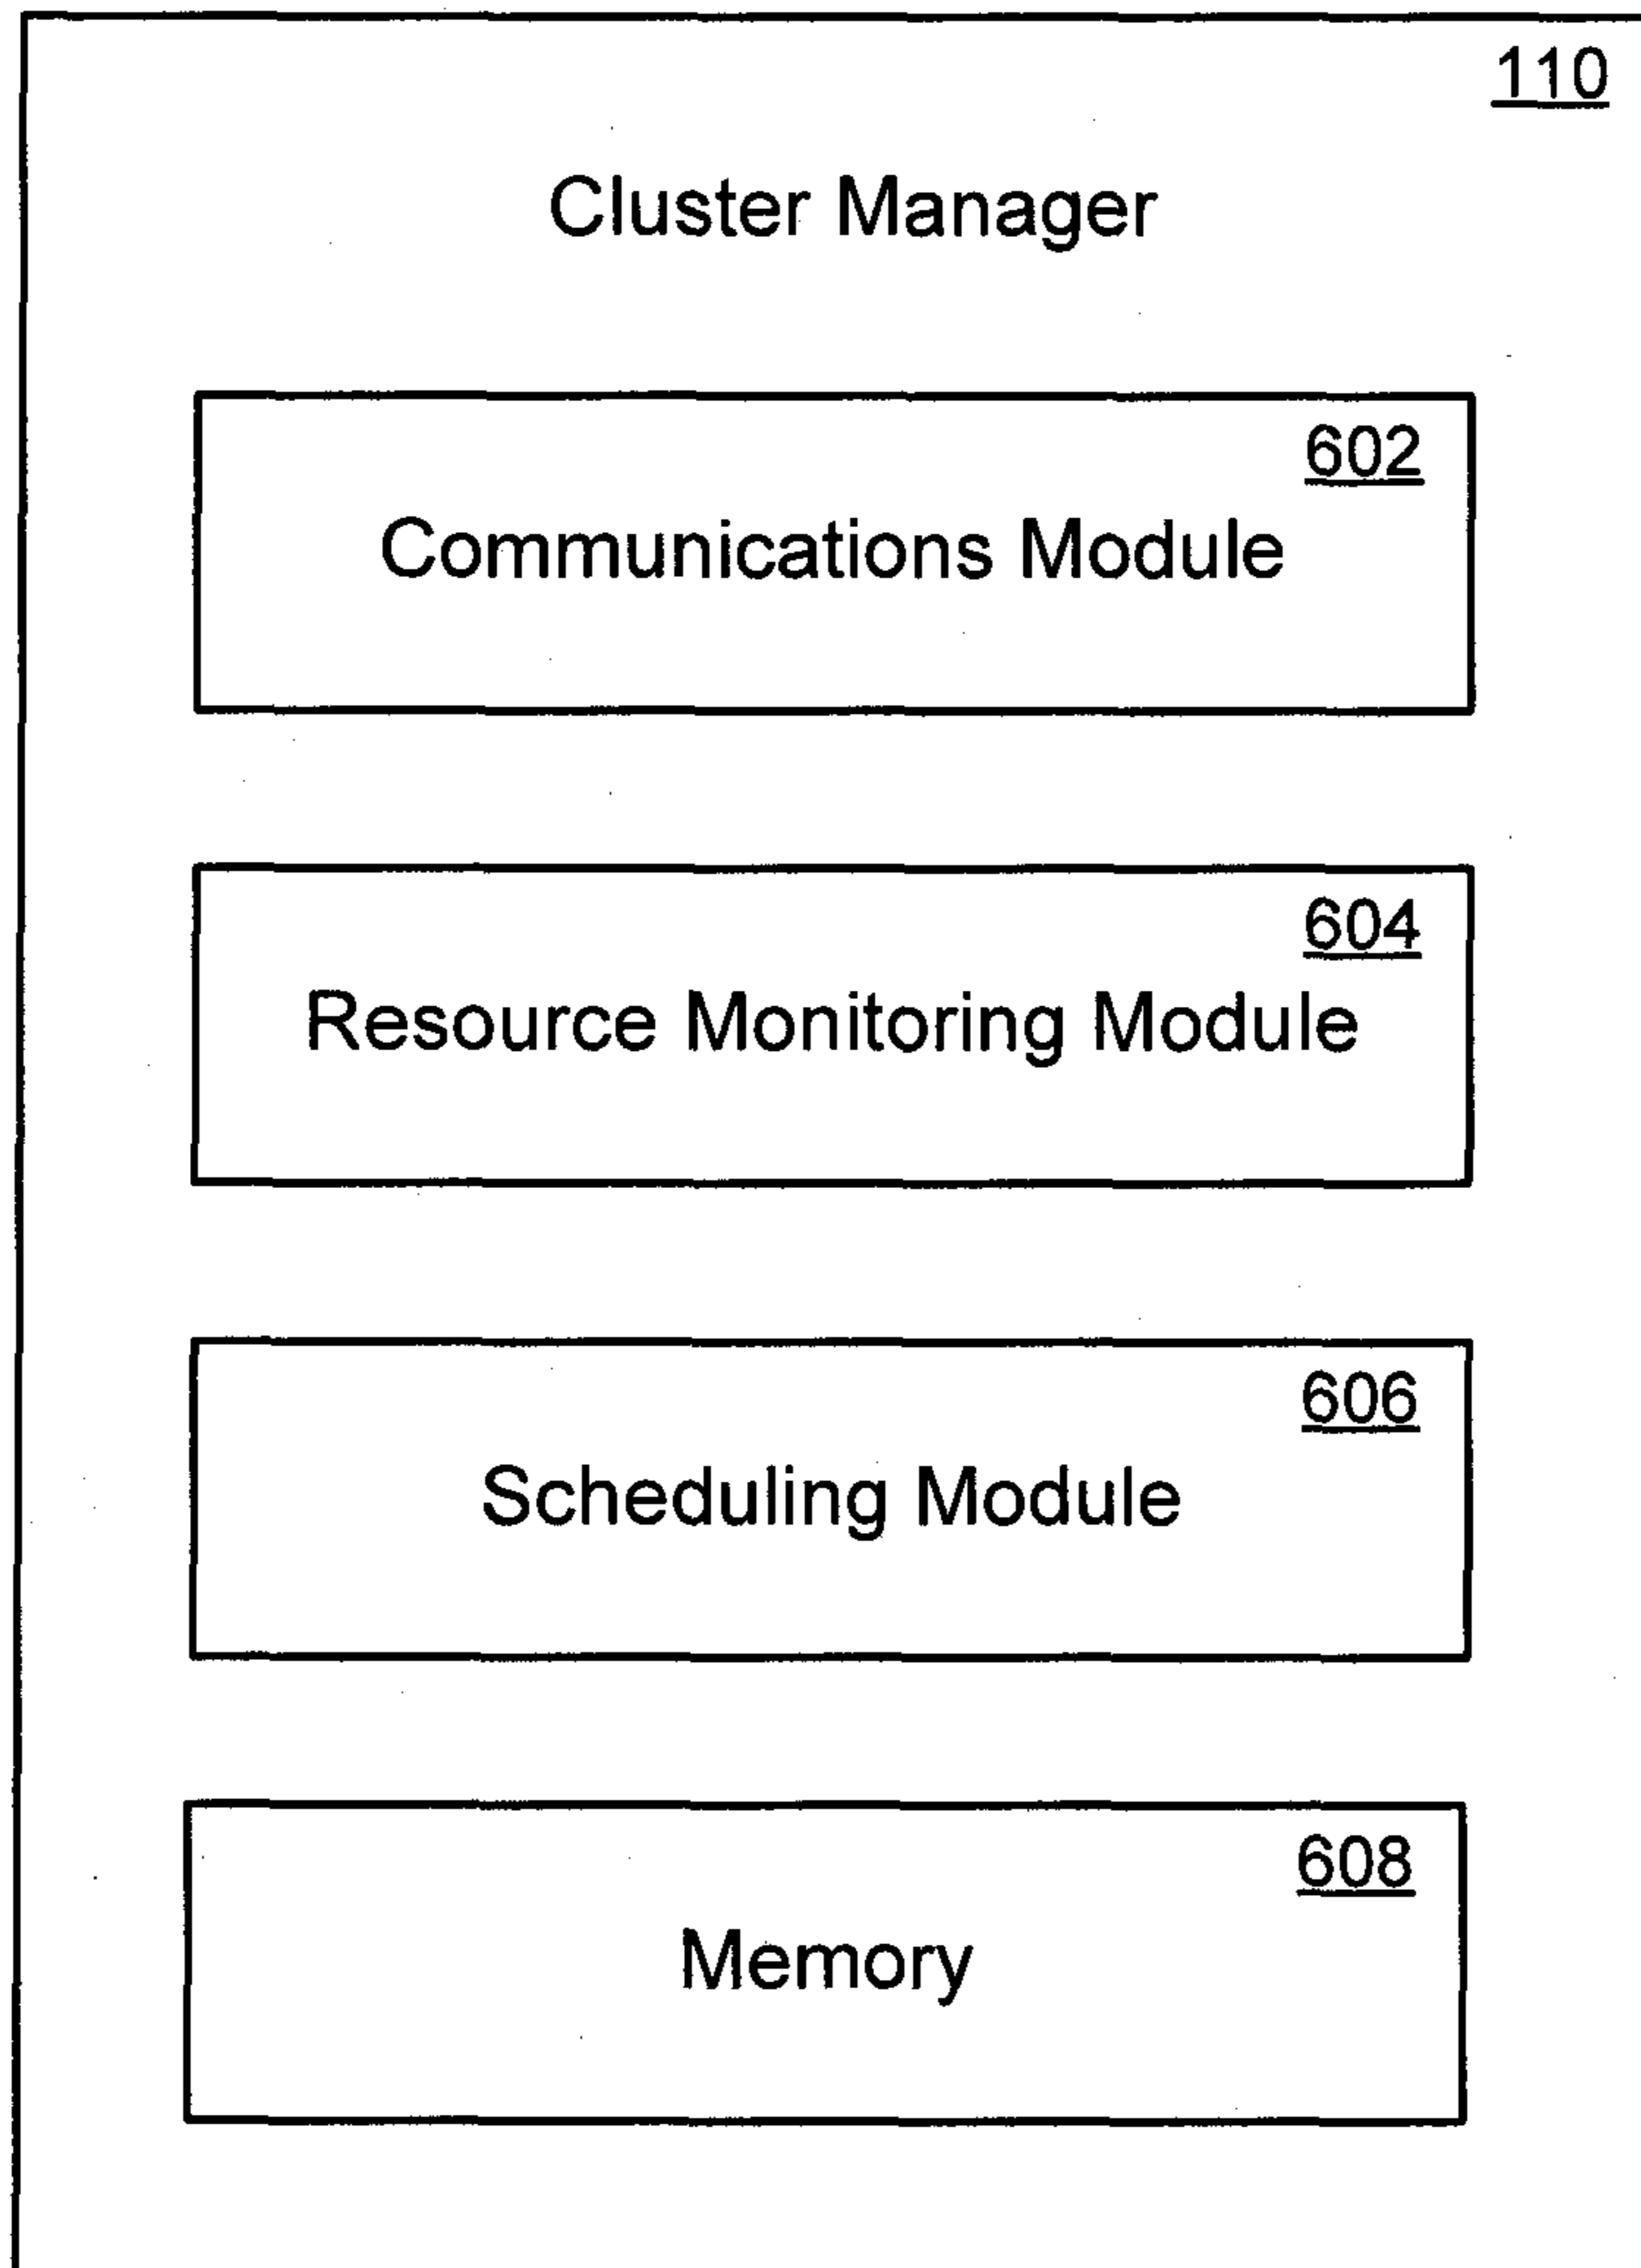 110
Cluster Manager
602
Communications Module
604
Resource Monitoring Module
606
Scheduling Module
608
Memory